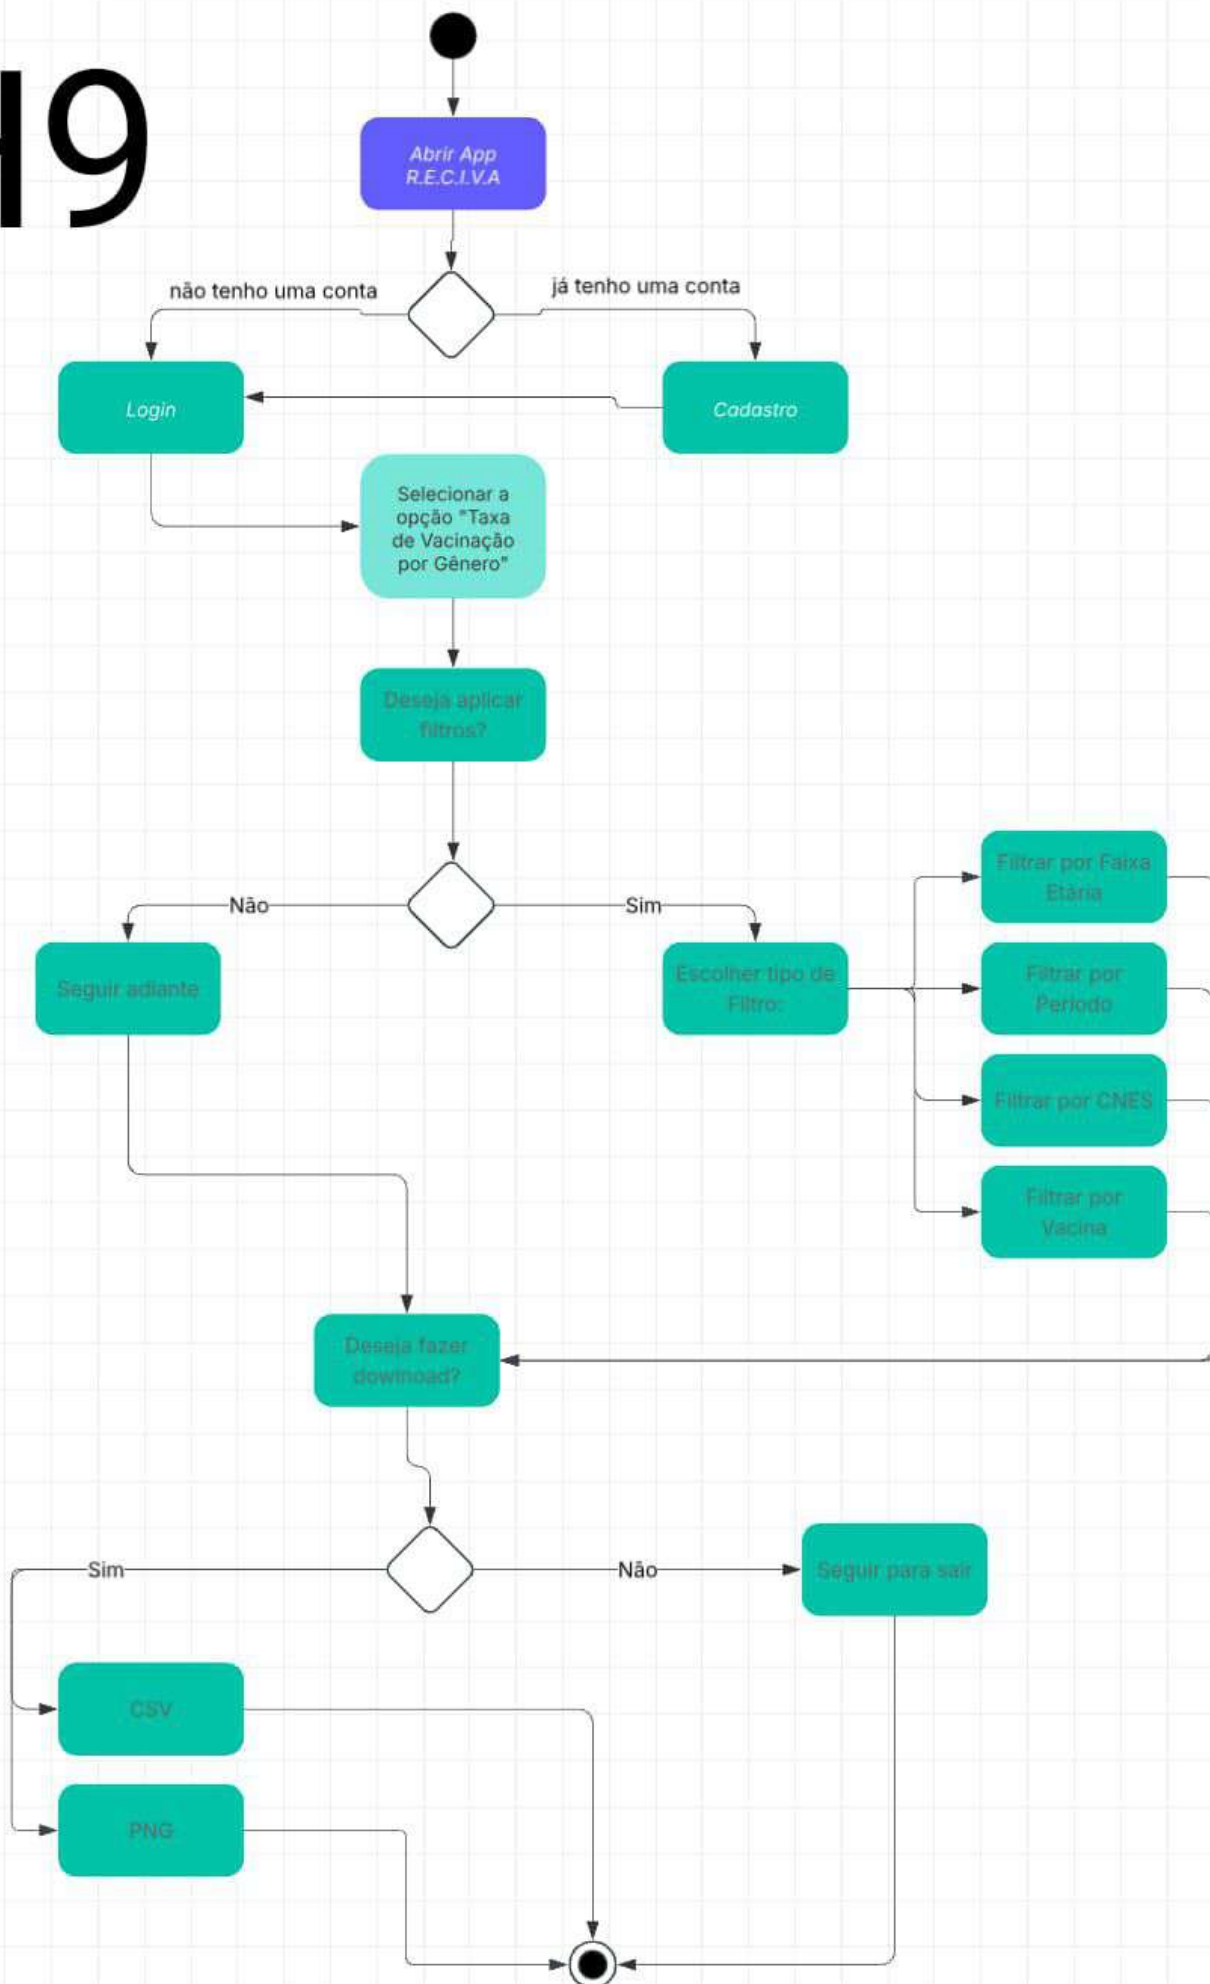 H9
Abrir App
R.E.C.I.V.A
não tenho uma conta
já tenho uma conta
Login
Cadastro
Selecionar a
opção "Taxa
de Vacinação
por Gênero"
Deseja aplicar
filtros?
Não
Sim
Seguir adiante
Escolher tipo de
Filtro:
Filtrar por Faixa
Etária
Filtrar por
Período
Filtrar por CNES
Filtrar por
Vacina
Deseja fazer
dowlnoad?
Sim
Não
Seguir para sair
CSV
PNG